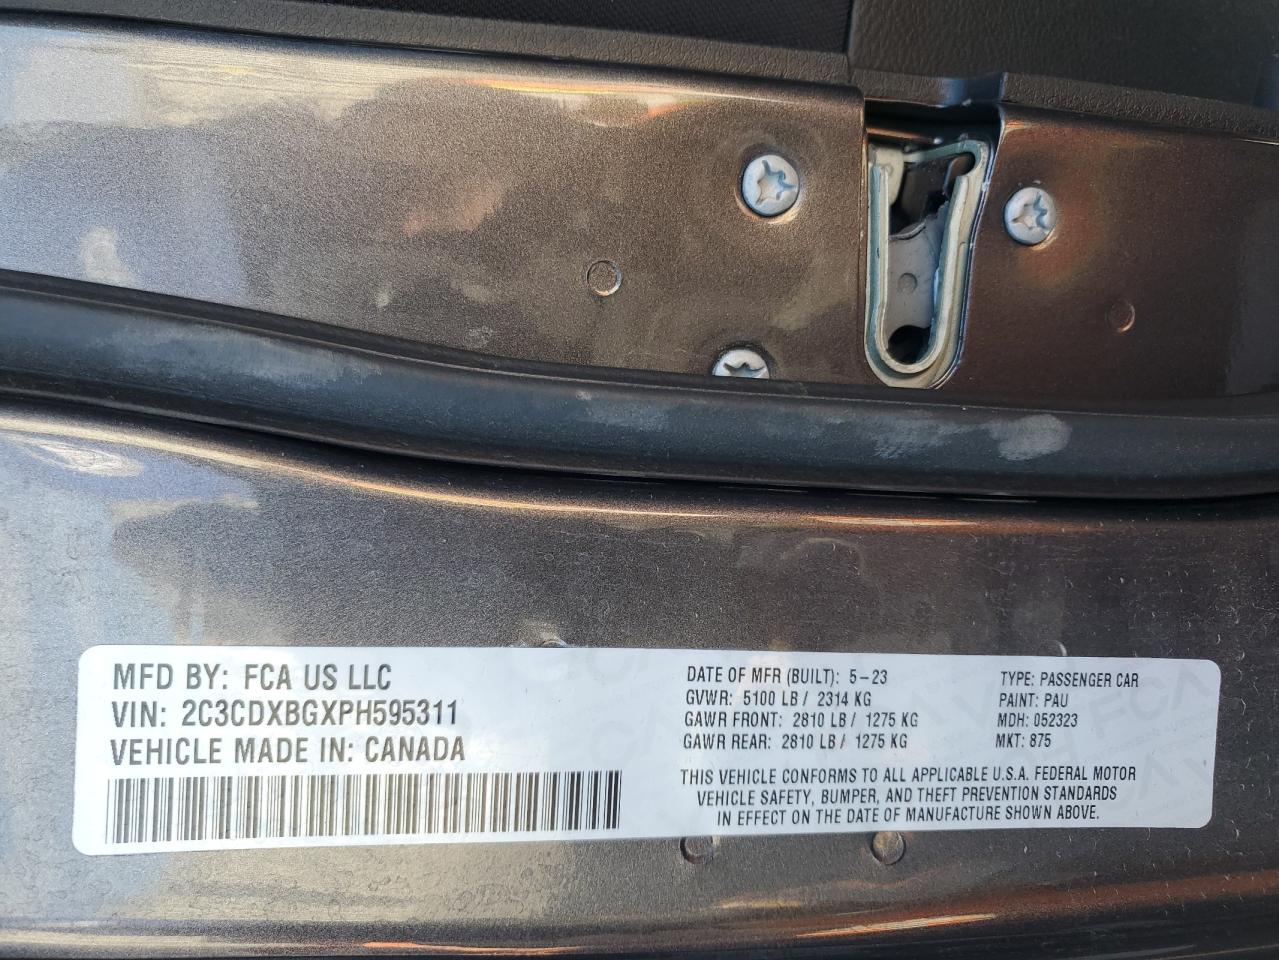 MFD BY: FCA US LLC
VIN: 2C3CDXBGXPH595311
VEHICLE MADE IN: CANADA
DATE OF MFR (BUILT): 5-23
GVWR: 5100 LB / 2314 KG
GAWR FRONT: 2810 LB / 1275 KG
GAWR REAR: 2810 LB / 1275 KG
TYPE: PASSENGER CAR
PAINT: PAU
MDH: 052323
MKT: 875
THIS VEHICLE CONFORMS TO ALL APPLICABLE U.S.A. FEDERAL MOTOR
VEHICLE SAFETY, BUMPER, AND THEFT PREVENTION STANDARDS
IN EFFECT ON THE DATE OF MANUFACTURE SHOWN ABOVE.
FCA